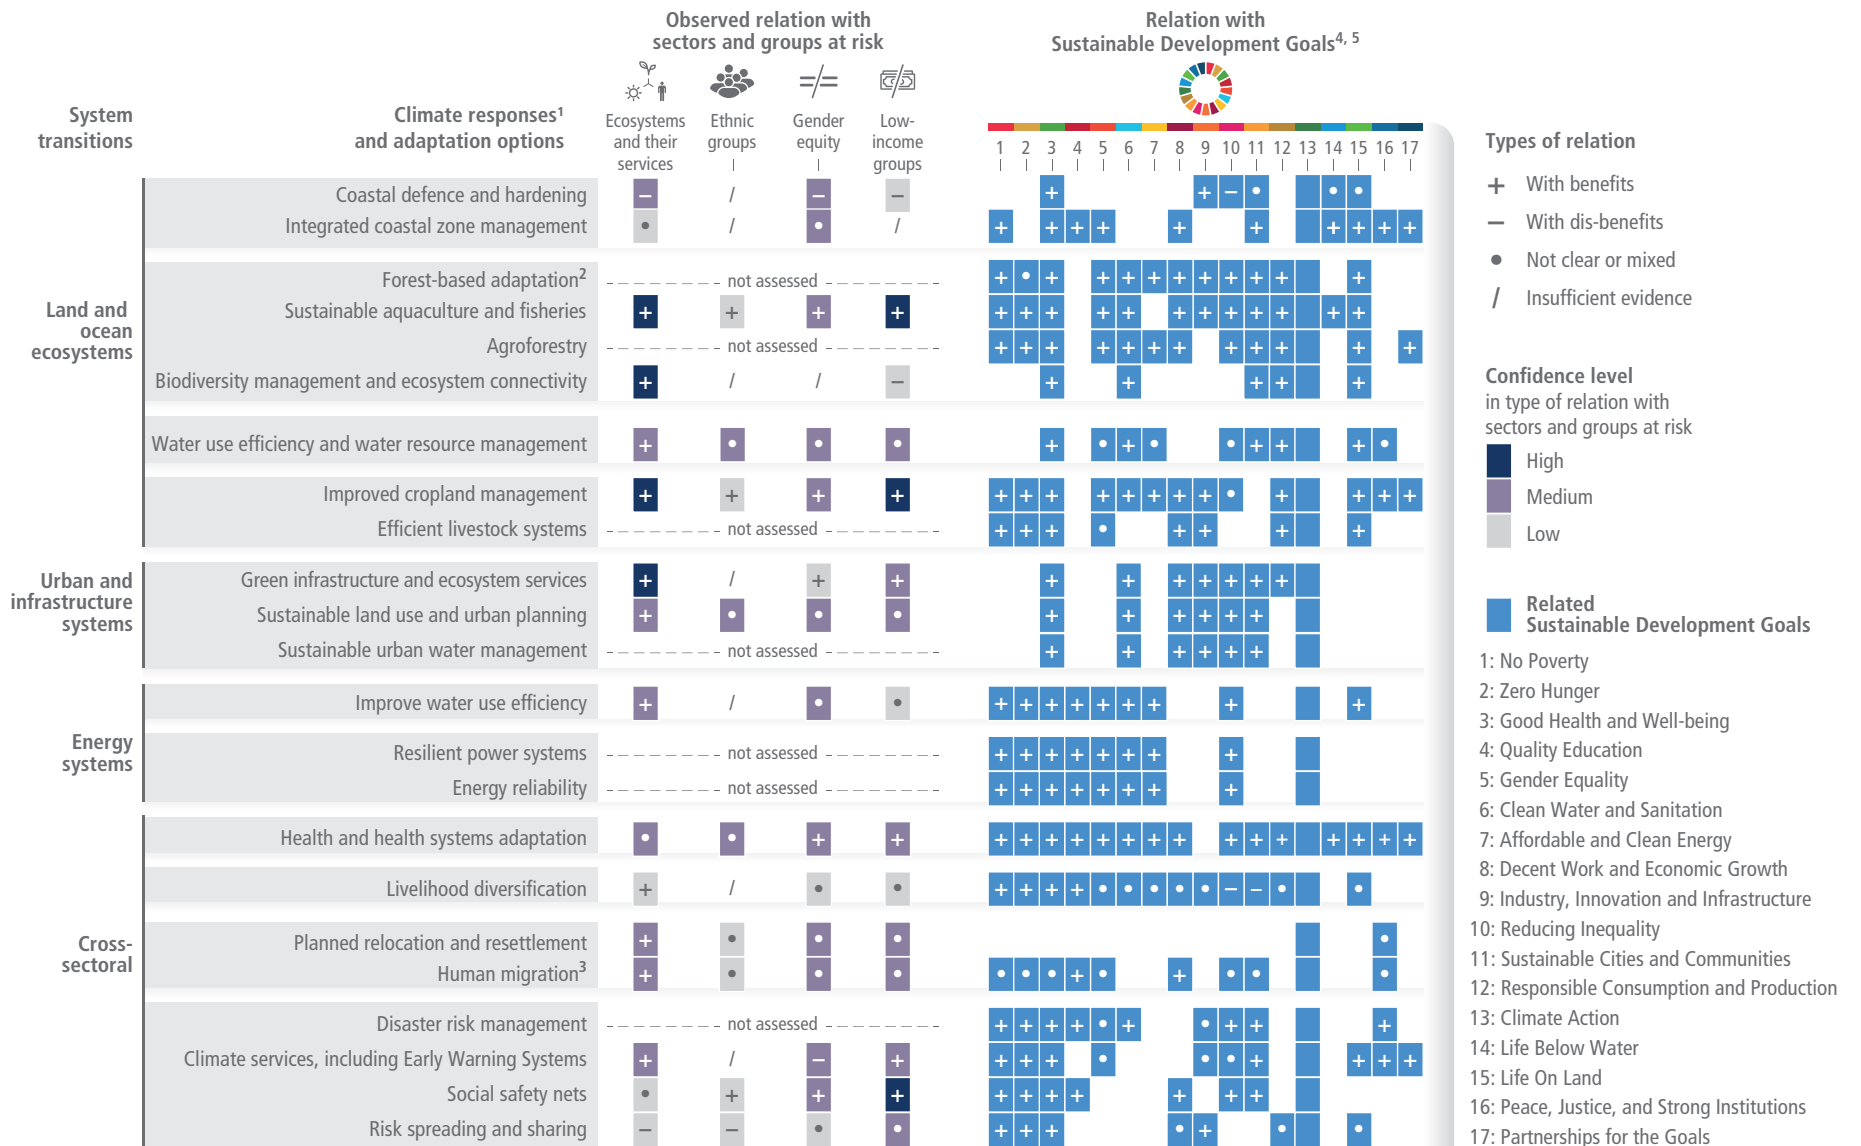 Observed relation with
sectors and groups at risk
Relation with
Sustainable Development Goals4, 5
System
transitions
Climate responses1
and adaptation options
Ecosystems
and their
services
Ethnic
groups
Gender
equity
Low-
income
groups
1 2 3 4 5 6 7 8 9 10 11 12 13 14 15 16 17
Land and
ocean
ecosystems
Coastal defence and hardening – / – – + + – • • •
Integrated coastal zone management • / • / + + + + + + + + + +
Forest-based adaptation2 not assessed + • + + + + + + + + + +
Sustainable aquaculture and fisheries + + + + + + + + + + + + + + + +
Agroforestry not assessed + + + + + + + + + + + +
Biodiversity management and ecosystem connectivity + / / – + + + + +
Water use efficiency and water resource management + • • • + • + • • + + + •
Improved cropland management + + + + + + + + + + + + • + + + +
Efficient livestock systems not assessed + + + • + + + +
Urban and
infrastructure
systems
Green infrastructure and ecosystem services + / + + + + + + + + +
Sustainable land use and urban planning + • • • + + + + + +
Sustainable urban water management not assessed + + + + + +
Energy
systems
Improve water use efficiency + / • • + + + + + + + + +
Resilient power systems not assessed + + + + + + + +
Energy reliability not assessed + + + + + + + +
Cross-
sectoral
Health and health systems adaptation • • + + + + + + + + + + + + + + + + +
Livelihood diversification + / • • + + + + • • • • • – – • •
Planned relocation and resettlement + • • • •
Human migration3 + • • • • • • + • + • • •
Disaster risk management not assessed + + + + • + • + + +
Climate services, including Early Warning Systems + / – + + + + • • • + + + +
Social safety nets • + + + + + + + + + +
Risk spreading and sharing – – • • + + + • + • •
Types of relation
+ With benefits
– With dis-benefits
• Not clear or mixed
/ Insufficient evidence
Confidence level
in type of relation with
sectors and groups at risk
High
Medium
Low
Related
Sustainable Development Goals
1: No Poverty
2: Zero Hunger
3: Good Health and Well-being
4: Quality Education
5: Gender Equality
6: Clean Water and Sanitation
7: Affordable and Clean Energy
8: Decent Work and Economic Growth
9: Industry, Innovation and Infrastructure
10: Reducing Inequality
11: Sustainable Cities and Communities
12: Responsible Consumption and Production
13: Climate Action
14: Life Below Water
15: Life On Land
16: Peace, Justice, and Strong Institutions
17: Partnerships for the Goals